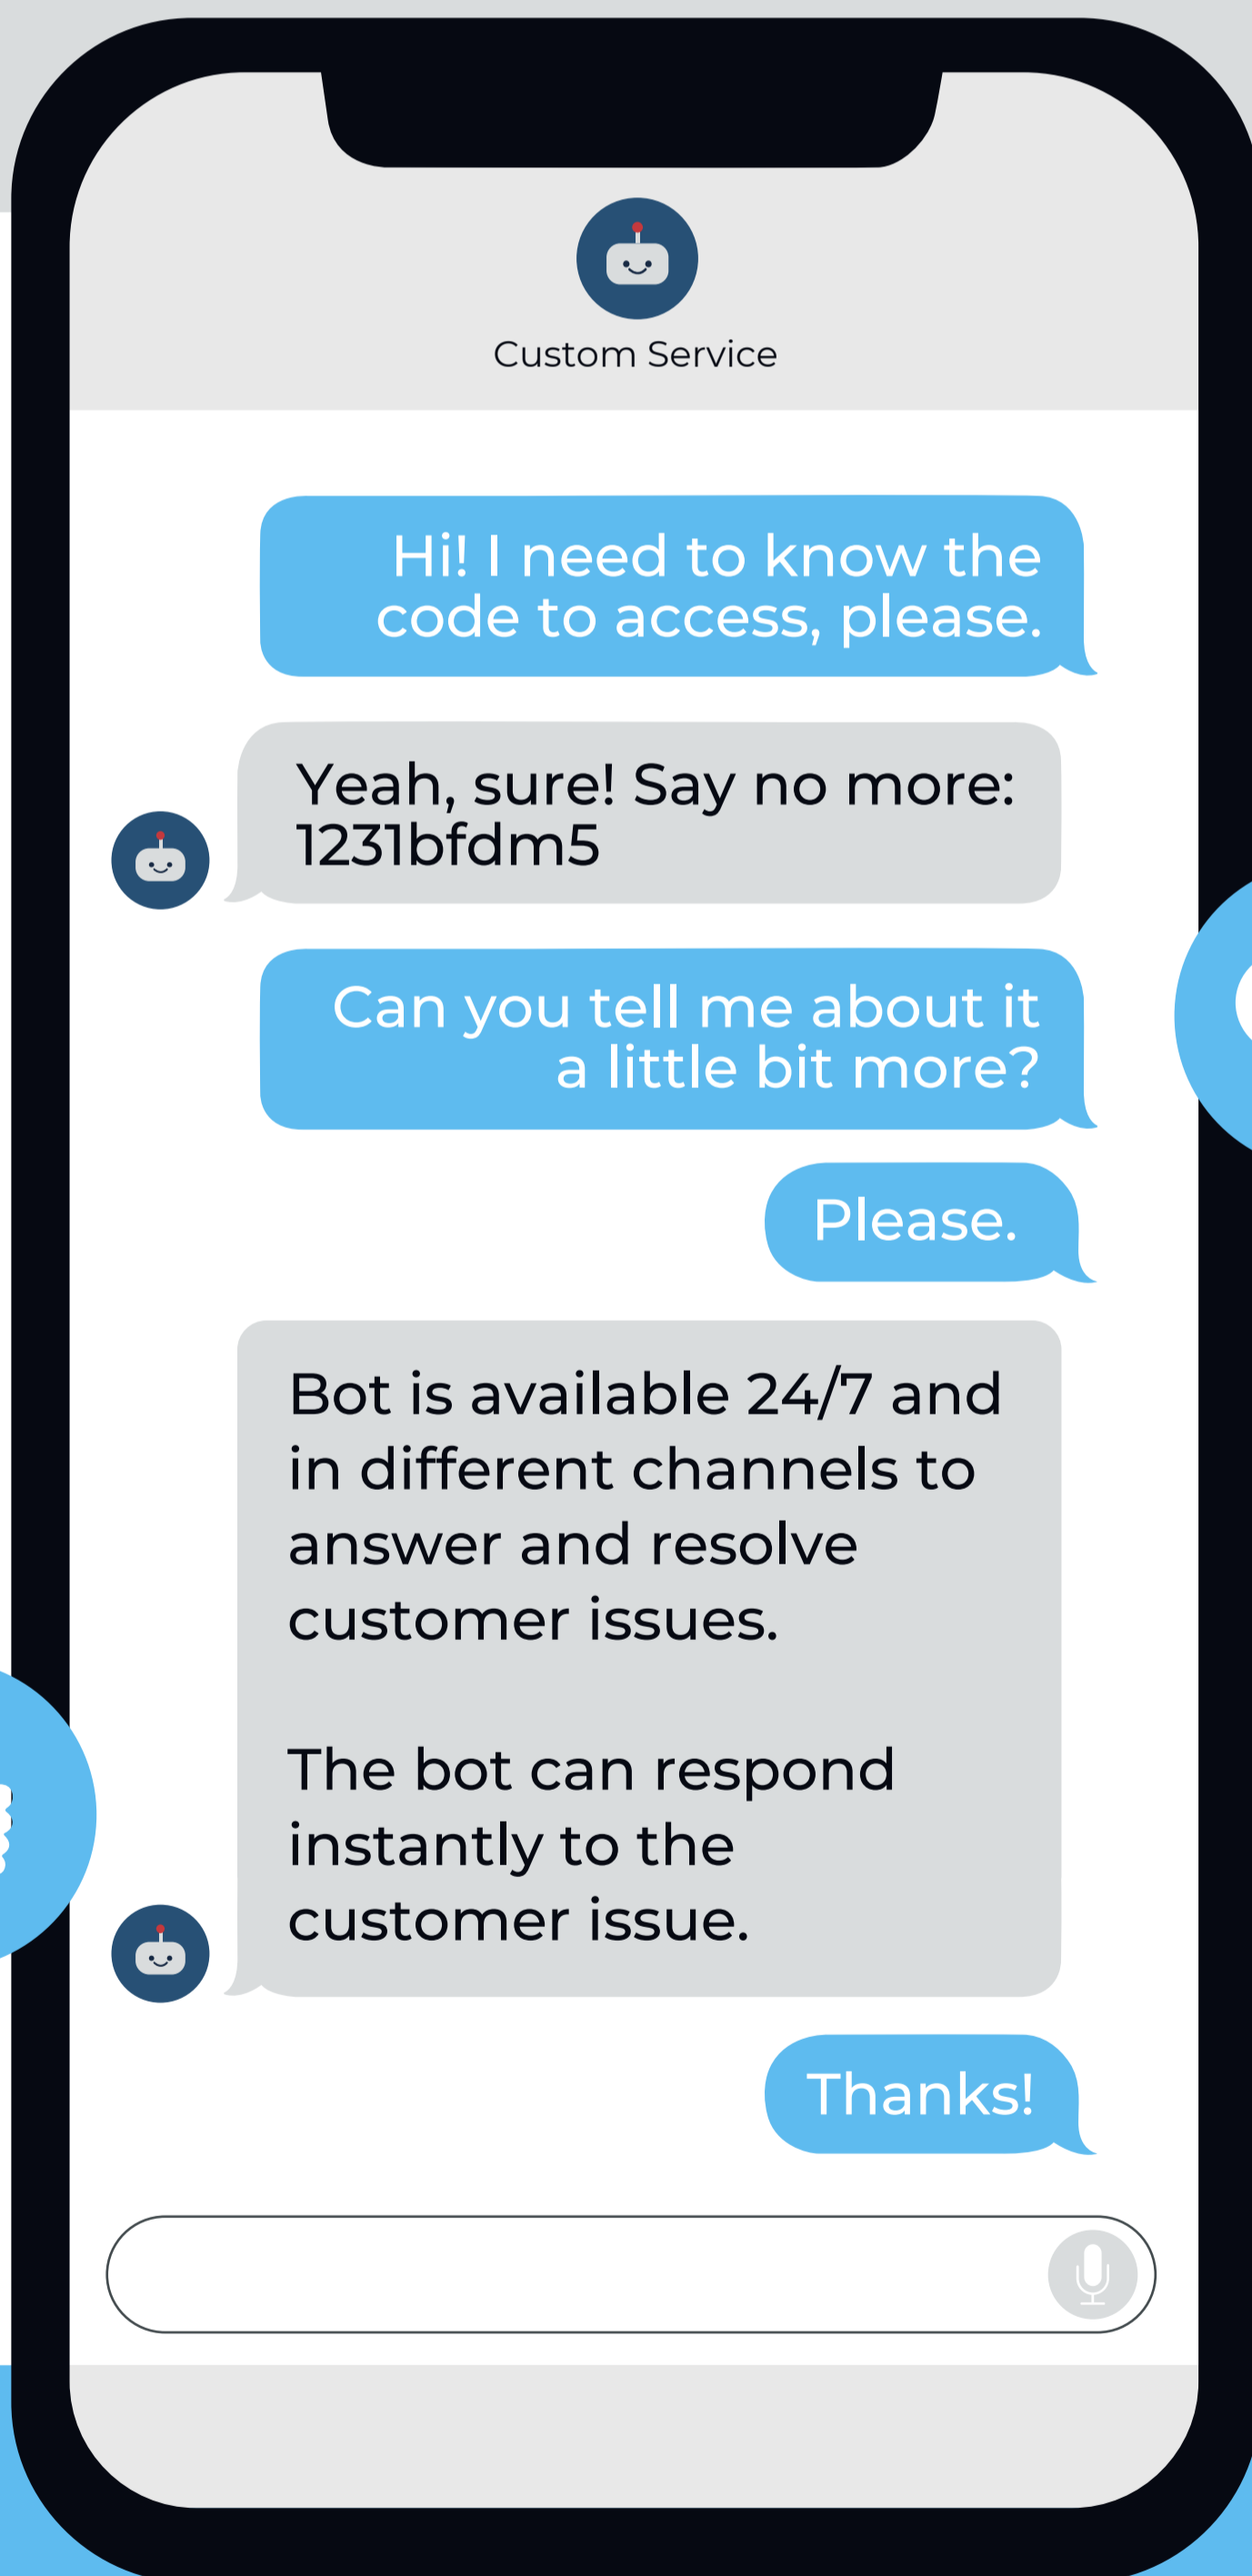 Custom Service
Hi! I need to know the
code to access, please.
Yeah, sure! Say no more:
1231bfdm5
Can you tell me about it
a little bit more?
Please.
Bot is available 24/7 and
in different channels to
answer and resolve
customer issues.
The bot can respond
instantly to the
customer issue.
Thanks!